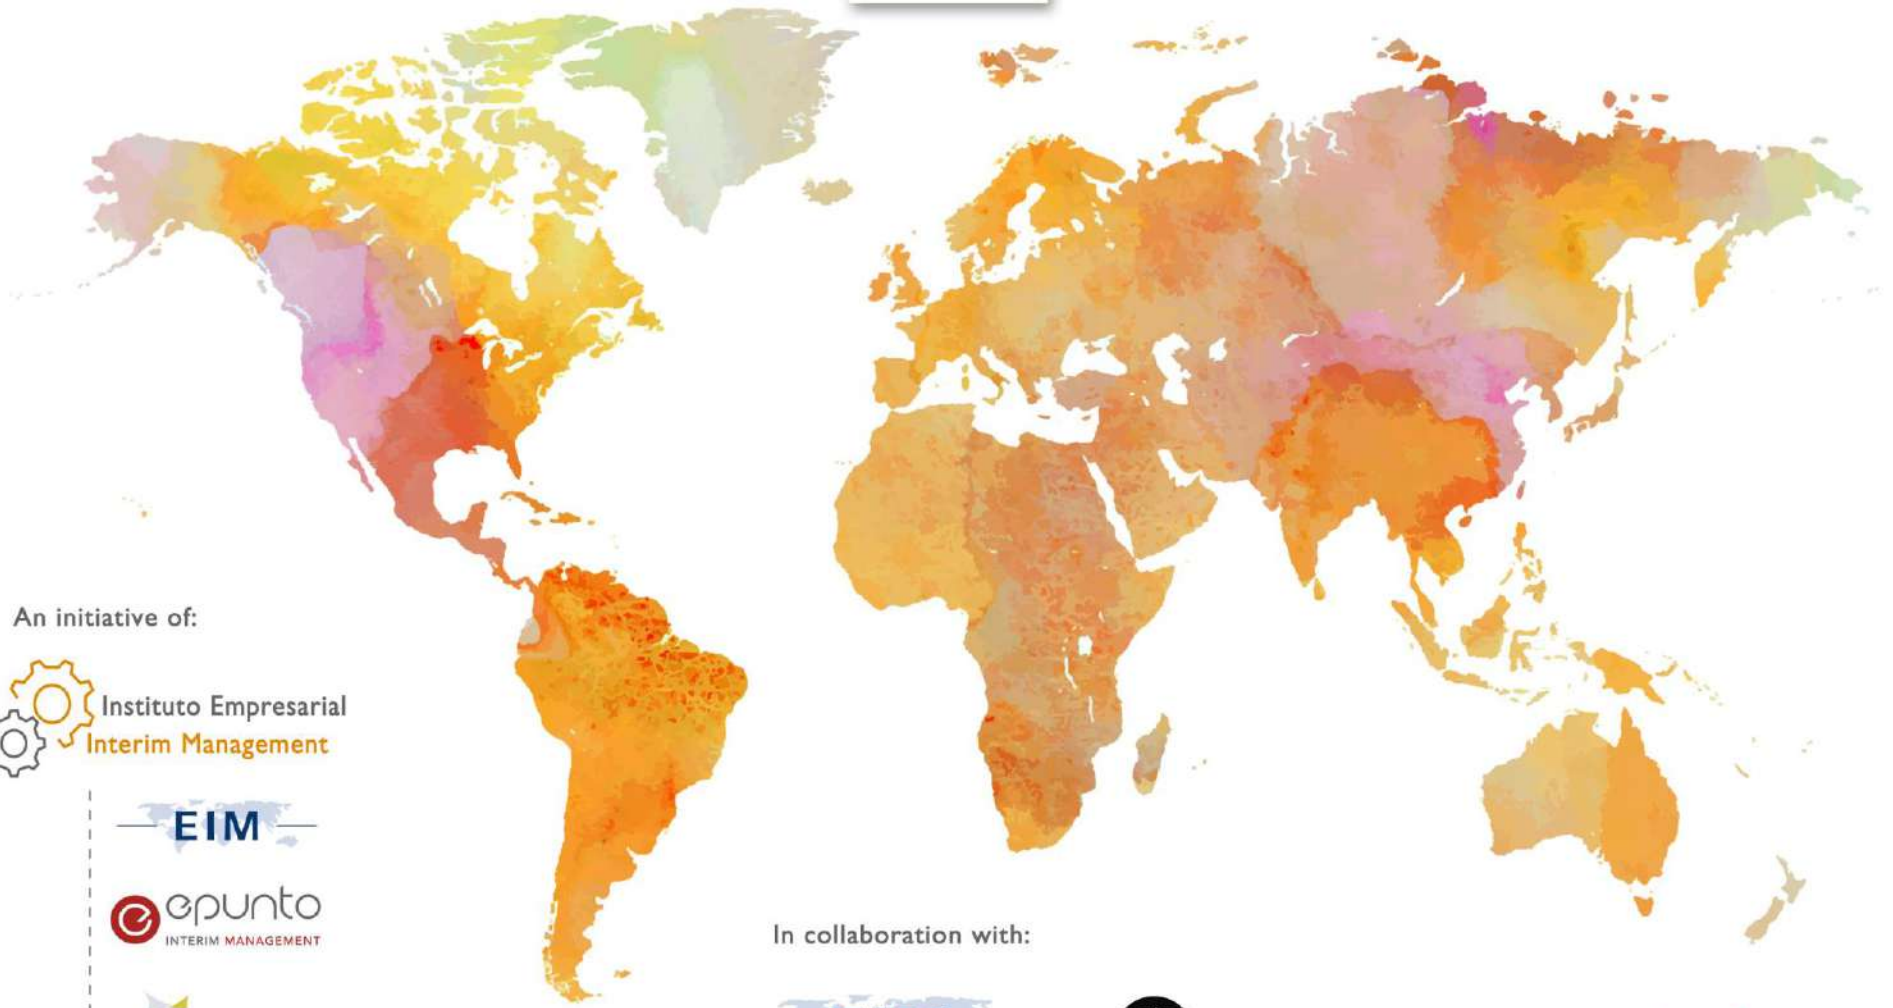 An initiative of:
Instituto Empresarial
Interim Management
EIM
epunto
INTERIM MANAGEMENT
In collaboration with: